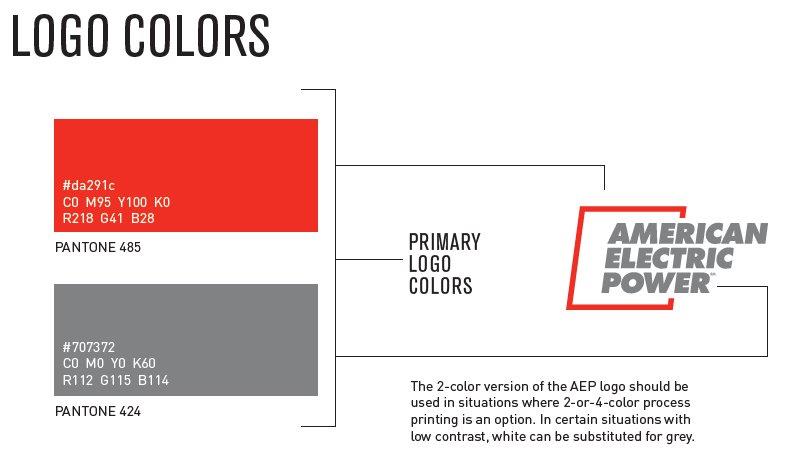 LOGO COLORS
#da291c
C0 M95 Y100 K0
R218 G41 B28
PANTONE 485
PRIMARY
LOGO
COLORS
AMERICAN
ELECTRIC
POWER
#707372
C0 M0 Y0 K60
R112 G115 B114
PANTONE 424
The 2-color version of the AEP logo should be
used in situations where 2-or-4-color process
printing is an option. In certain situations with
low contrast, white can be substituted for grey.